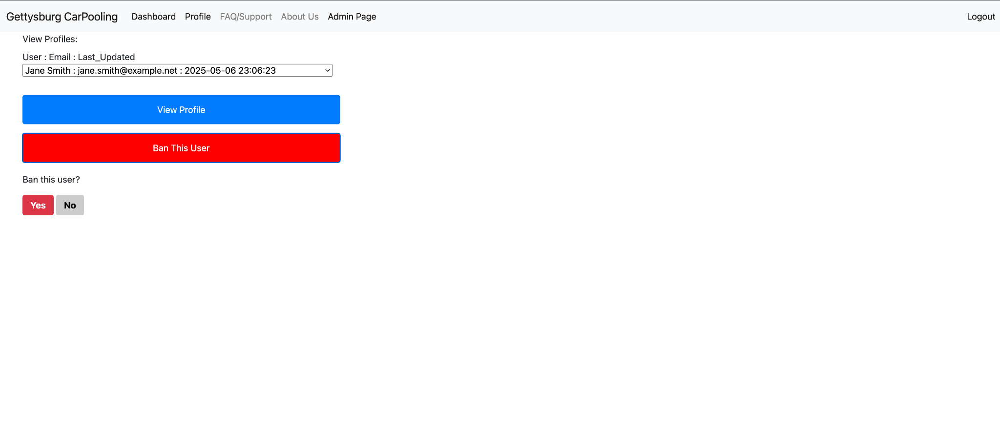 Gettysburg CarPooling Dashboard Profile FAQ/Support About Us Admin Page Logout
View Profiles:
User : Email : Last_Updated
Jane Smith : jane.smith@example.net : 2025-05-06 23:06:23
View Profile
Ban This User
Ban this user?
Yes No